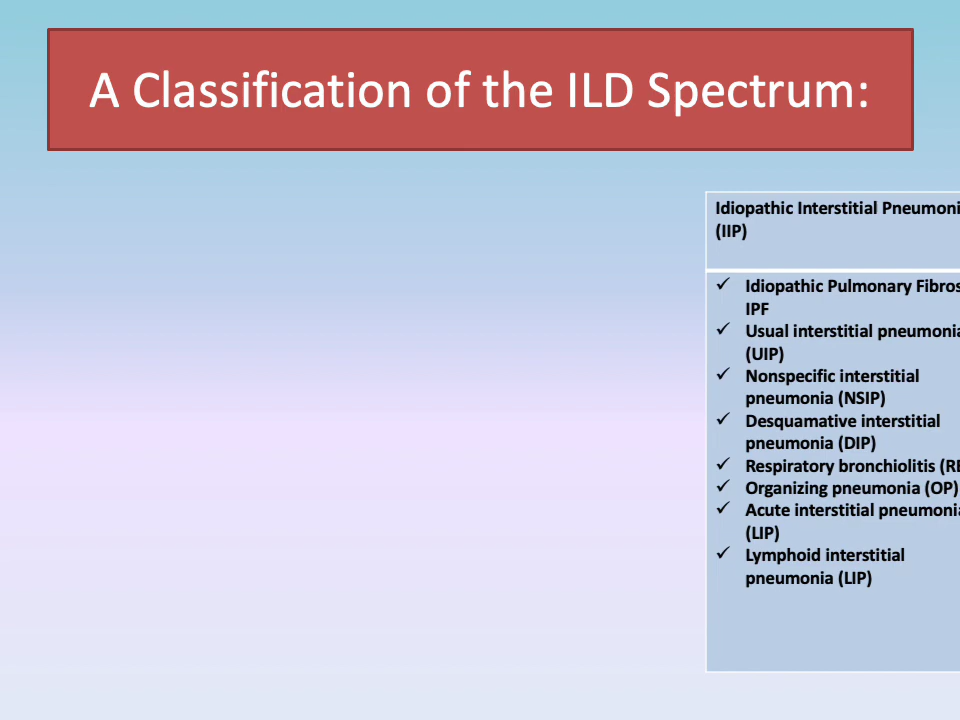 A Classification of the ILD Spectrum:
Idiopathic Interstitial Pneumoni
(IIP)
✓ Idiopathic Pulmonary Fibros
IPF
✓ Usual interstitial pneumonia
(UIP)
✓ Nonspecific interstitial
pneumonia (NSIP)
✓ Desquamative interstitial
pneumonia (DIP)
✓ Respiratory bronchiolitis (RB
✓ Organizing pneumonia (OP)
✓ Acute interstitial pneumonia
(LIP)
✓ Lymphoid interstitial
pneumonia (LIP)